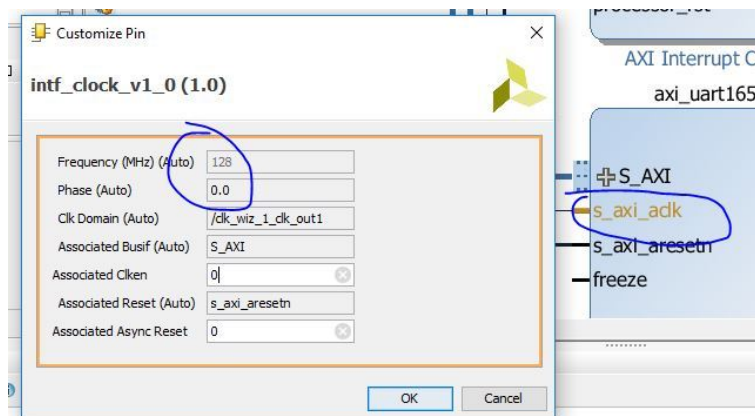 Customize Pin
intf_clock_v1_0 (1.0)
Frequency (MHz) (Auto) 128
Phase (Auto) 0.0
Clk Domain (Auto) /clk_wiz_1_clk_out1
Associated Busif (Auto) S_AXI
Associated Clken 0
Associated Reset (Auto) s_axi_aresetn
Associated Async Reset 0
OK Cancel
processor_rst
AXI Interrupt C
axi_uart165
S_AXI
s_axi_aclk
s_axi_aresetn
freeze